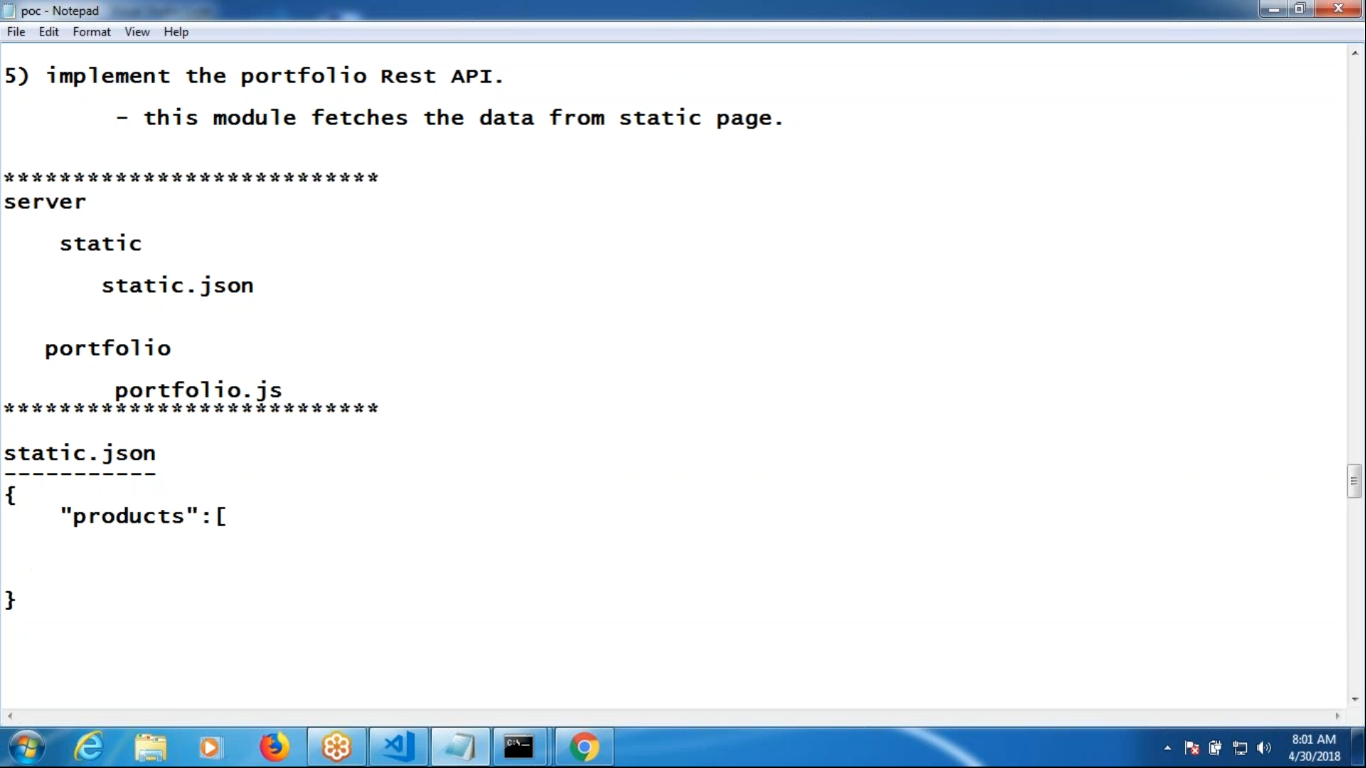 poc - Notepad
File Edit Format View Help
5) implement the portfolio Rest API.
- this module fetches the data from static page.
***************************
server
static
static.json
portfolio
portfolio.js
***************************
static.json
-----------
{
"products":[
}
C:\_
8:01 AM
4/30/2018